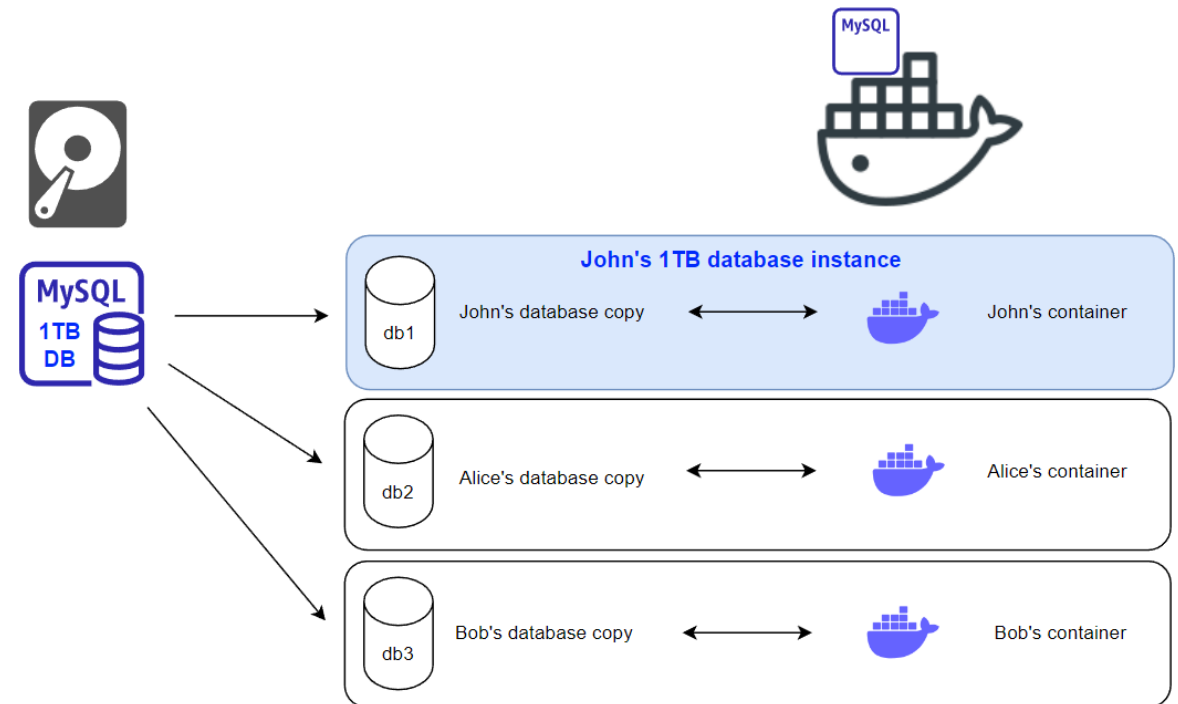 MySQL
MySQL
1TB
DB
John's 1TB database instance
db1
John's database copy
John's container
db2
Alice's database copy
Alice's container
db3
Bob's database copy
Bob's container